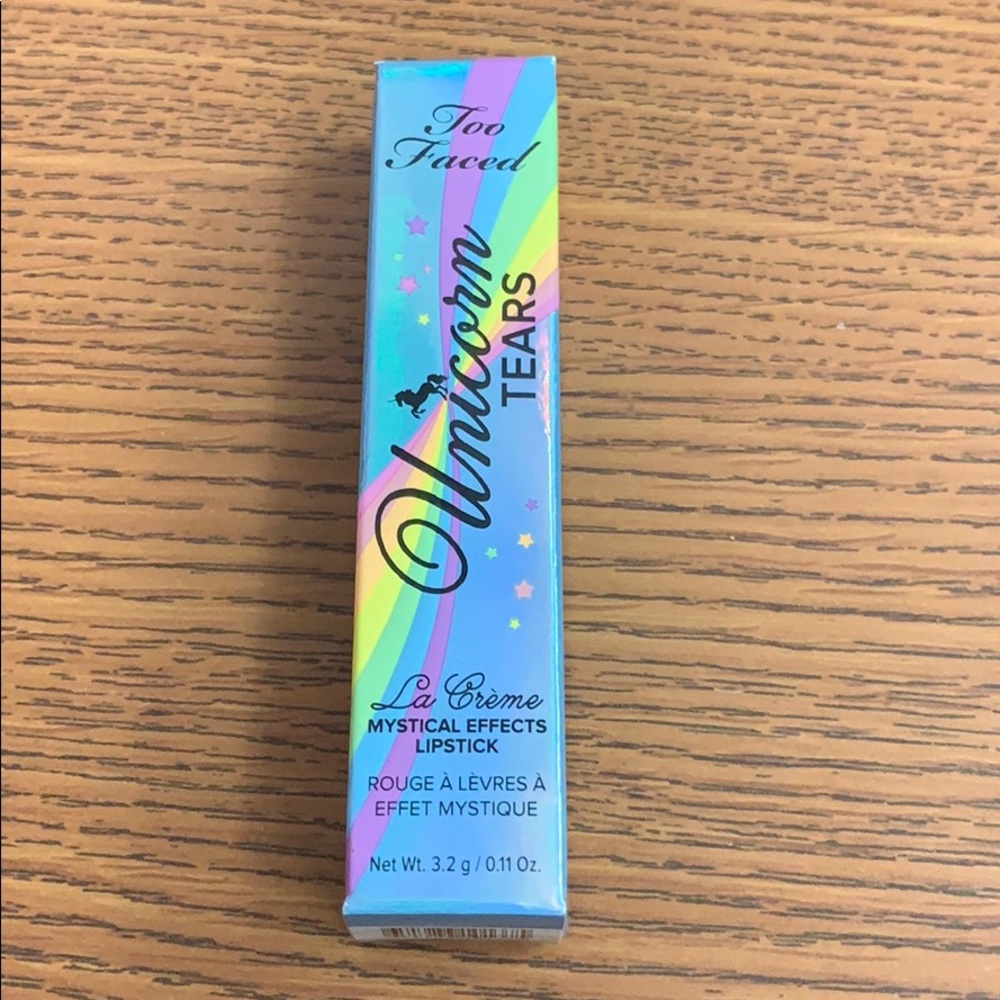 Too
Faced
Unicorn
TEARS
La Crème
MYSTICAL EFFECTS
LIPSTICK
ROUGE À LÈVRES À
EFFET MYSTIQUE
Net Wt. 3.2 g / 0.11 Oz.